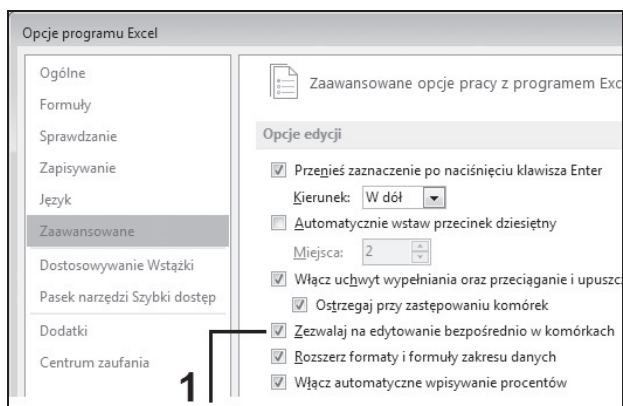 Opcje programu Excel
Ogólne
Formuły
Sprawdzanie
Zapisywanie
Język
Zaawansowane
Dostosowywanie Wstążki
Pasek narzędzi Szybki dostęp
Dodatki
Centrum zaufania
Zaawansowane opcje pracy z programem Exc
Opcje edycji
Przenieś zaznaczenie po naciśnięciu klawisza Enter
Kierunek: W dół
Automatycznie wstaw przecinek dziesiętny
Miejsca: 2
Włącz uchwyt wypełniania oraz przeciąganie i upuszc
Ostrzegaj przy zastępowaniu komórek
Zezwalaj na edytowanie bezpośrednio w komórkach
Rozszerz formaty i formuły zakresu danych
Włącz automatyczne wpisywanie procentów
1